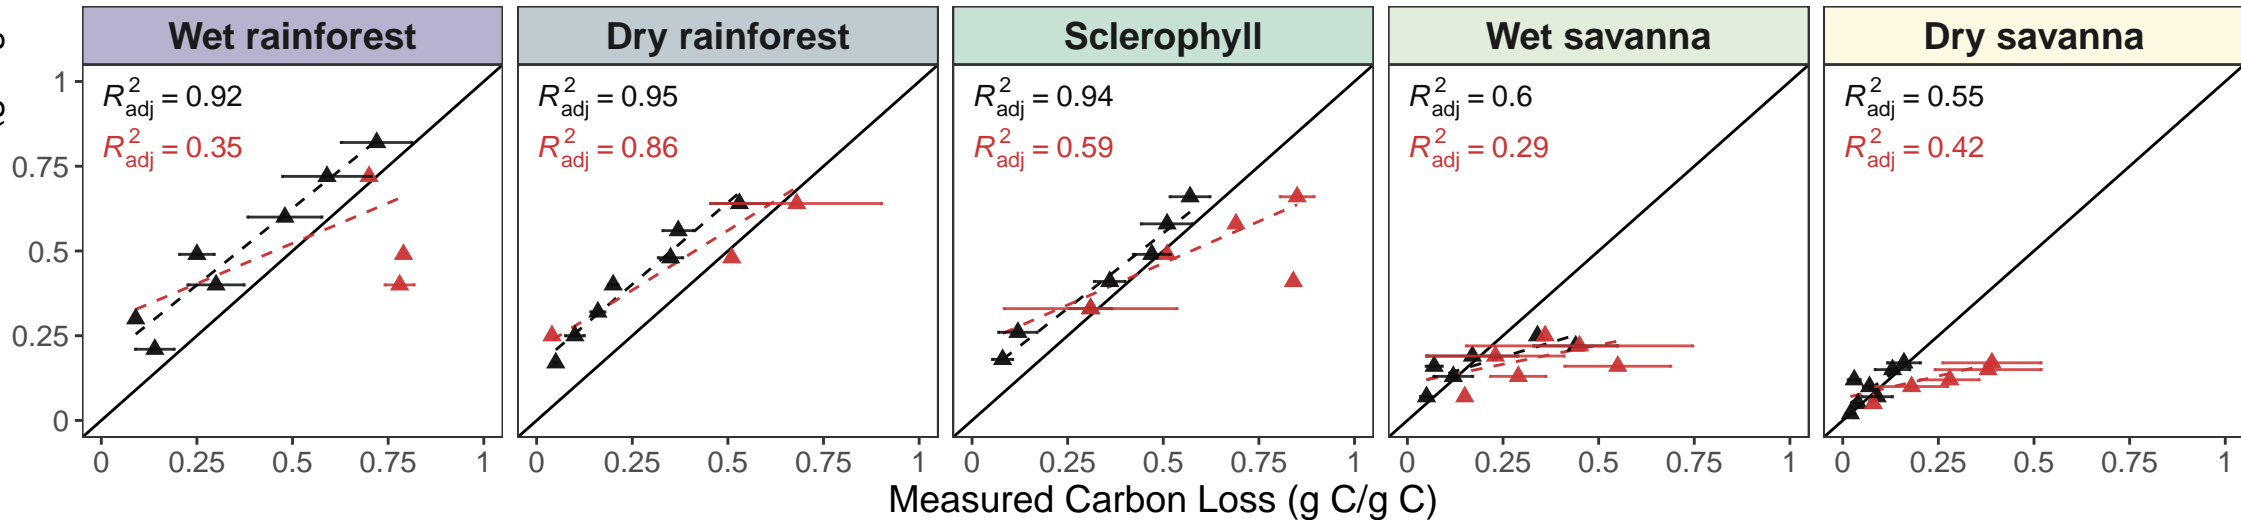 Wet rainforest Dry rainforest Sclerophyll Wet savanna Dry savanna
R²adj = 0.92 R²adj = 0.95 R²adj = 0.94 R²adj = 0.6 R²adj = 0.55
R²adj = 0.35 R²adj = 0.86 R²adj = 0.59 R²adj = 0.29 R²adj = 0.42
1
0.75
0.5
0.25
0
0 0.25 0.5 0.75 1 0 0.25 0.5 0.75 1 0 0.25 0.5 0.75 1 0 0.25 0.5 0.75 1 0 0.25 0.5 0.75 1
Measured Carbon Loss (g C/g C)